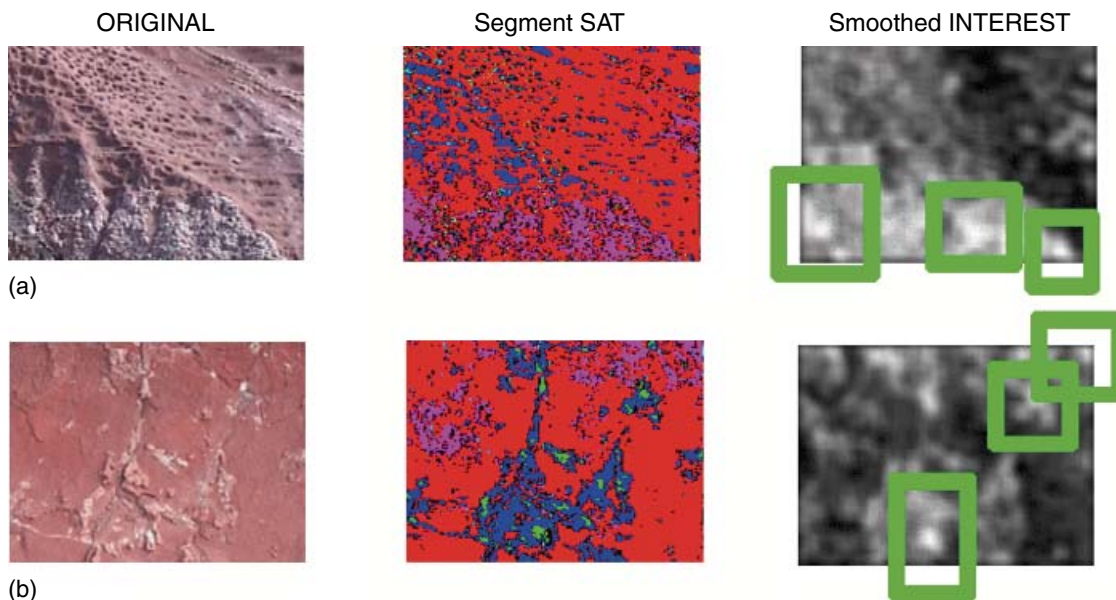 ORIGINAL
Segment SAT
Smoothed INTEREST
(a)
(b)